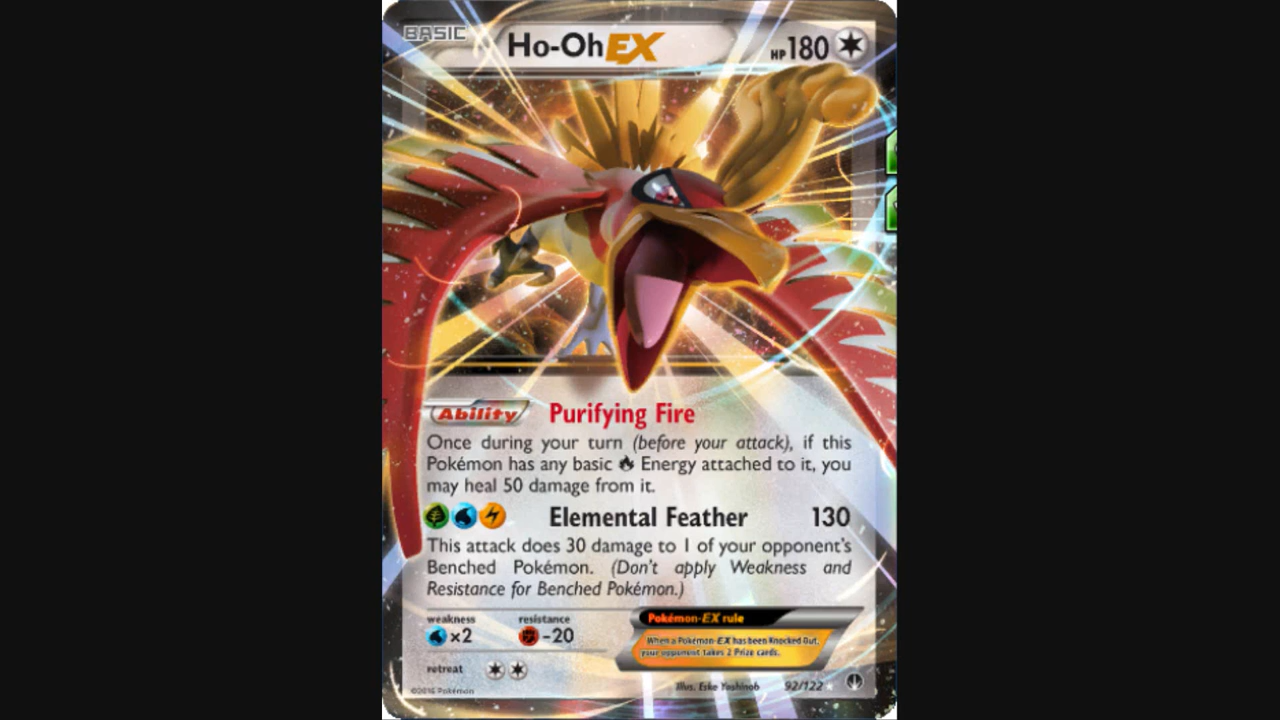 BASIC
Ho-Oh EX
HP 180
Ability Purifying Fire
Once during your turn (before your attack), if this
Pokémon has any basic Energy attached to it, you
may heal 50 damage from it.
Elemental Feather 130
This attack does 30 damage to 1 of your opponent's
Benched Pokémon. (Don't apply Weakness and
Resistance for Benched Pokémon.)
weakness
×2
resistance
-20
retreat
Pokémon-EX rule
When a Pokémon-EX has been Knocked Out,
your opponent takes 2 Prize cards.
©2016 Pokémon
Illus. Eske Yoshinob
92/122